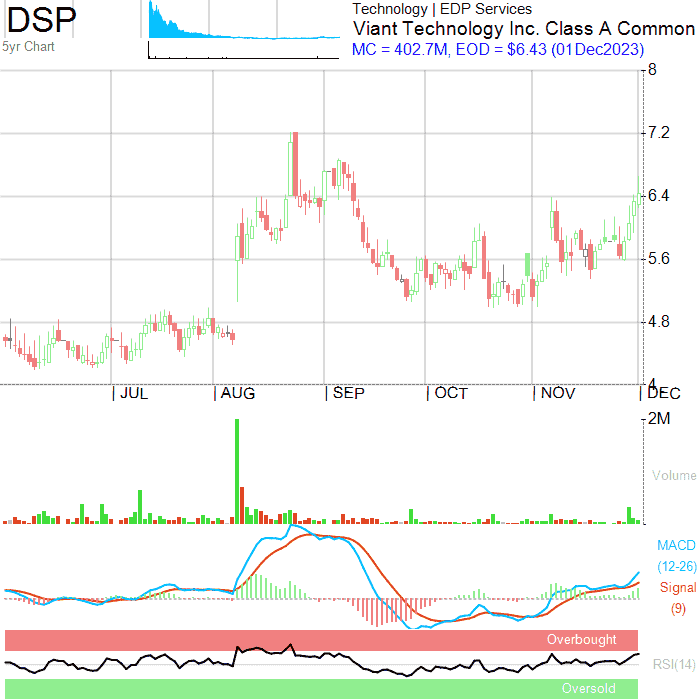 DSP
5yr Chart
Technology | EDP Services
Viant Technology Inc. Class A Common
MC = 402.7M, EOD = $6.43 (01Dec2023)
8
7.2
6.4
5.6
4.8
4
JUL AUG SEP OCT NOV DEC
2M
Volume
MACD
(12-26)
Signal
(9)
Overbought
RSI(14)
Oversold